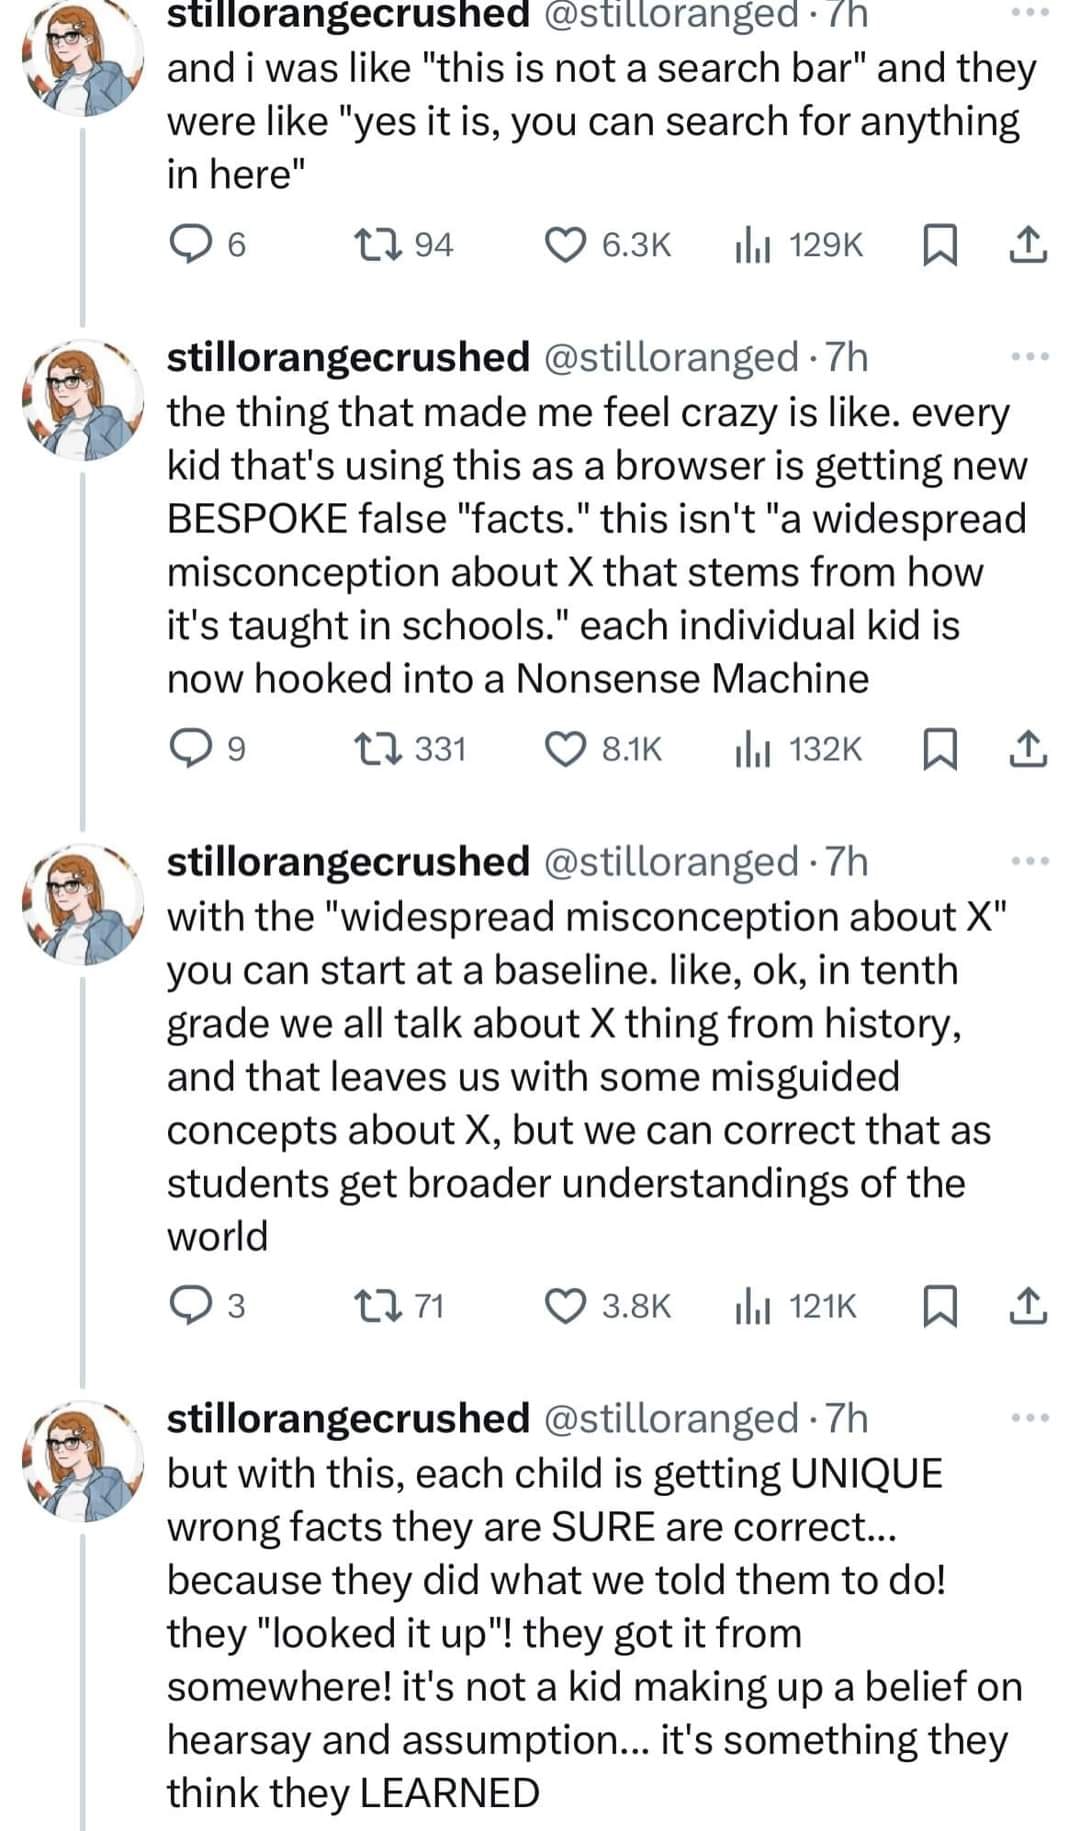 stillorangecrushed @stilloranged · 7h
and i was like "this is not a search bar" and they
were like "yes it is, you can search for anything
in here"
6 94 6.3K 129K
stillorangecrushed @stilloranged · 7h
the thing that made me feel crazy is like. every
kid that's using this as a browser is getting new
BESPOKE false "facts." this isn't "a widespread
misconception about X that stems from how
it's taught in schools." each individual kid is
now hooked into a Nonsense Machine
9 331 8.1K 132K
stillorangecrushed @stilloranged · 7h
with the "widespread misconception about X"
you can start at a baseline. like, ok, in tenth
grade we all talk about X thing from history,
and that leaves us with some misguided
concepts about X, but we can correct that as
students get broader understandings of the
world
3 71 3.8K 121K
stillorangecrushed @stilloranged · 7h
but with this, each child is getting UNIQUE
wrong facts they are SURE are correct...
because they did what we told them to do!
they "looked it up"! they got it from
somewhere! it's not a kid making up a belief on
hearsay and assumption... it's something they
think they LEARNED